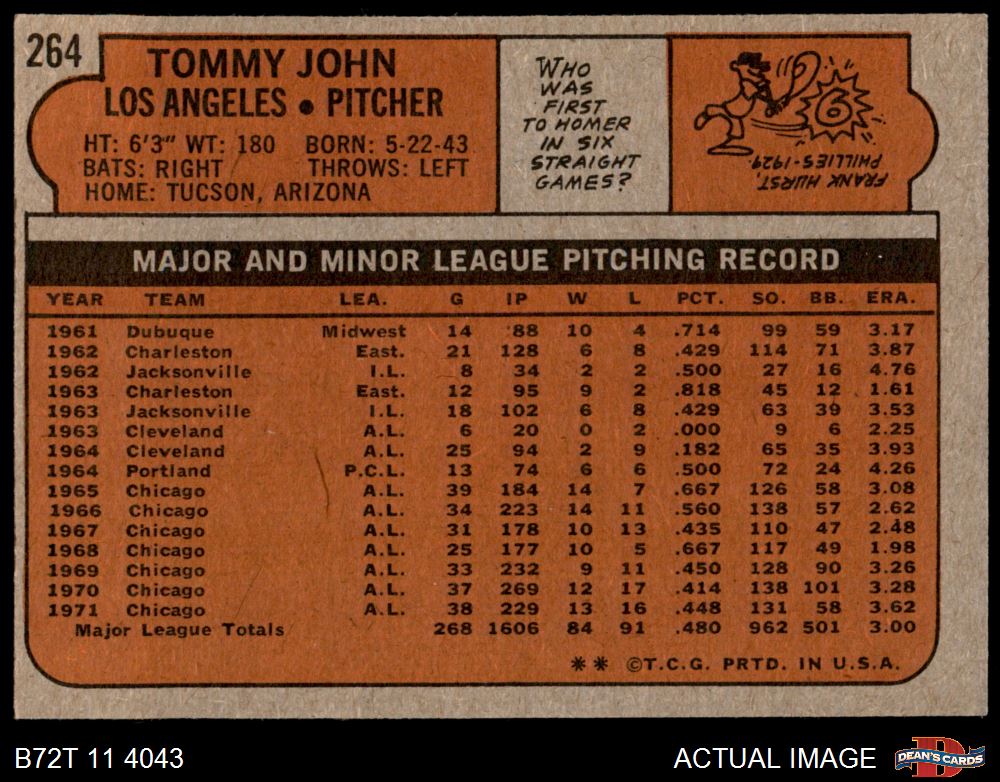 264
TOMMY JOHN
LOS ANGELES • PITCHER
HT: 6'3" WT: 180 BORN: 5-22-43
BATS: RIGHT THROWS: LEFT
HOME: TUCSON, ARIZONA
WHO
WAS
FIRST
TO HOMER
IN SIX
STRAIGHT
GAMES?
6
FRANK HURST,
PHILLIES-1929.
MAJOR AND MINOR LEAGUE PITCHING RECORD
YEAR TEAM LEA. G IP W L PCT. SO. BB. ERA.
1961 Dubuque Midwest 14 88 10 4 .714 99 59 3.17
1962 Charleston East. 21 128 6 8 .429 114 71 3.87
1962 Jacksonville I.L. 8 34 2 2 .500 27 16 4.76
1963 Charleston East. 12 95 9 2 .818 45 12 1.61
1963 Jacksonville I.L. 18 102 6 8 .429 63 39 3.53
1963 Cleveland A.L. 6 20 0 2 .000 9 6 2.25
1964 Cleveland A.L. 25 94 2 9 .182 65 35 3.93
1964 Portland P.C.L. 13 74 6 6 .500 72 24 4.26
1965 Chicago A.L. 39 184 14 7 .667 126 58 3.08
1966 Chicago A.L. 34 223 14 11 .560 138 57 2.62
1967 Chicago A.L. 31 178 10 13 .435 110 47 2.48
1968 Chicago A.L. 25 177 10 5 .667 117 49 1.98
1969 Chicago A.L. 33 232 9 11 .450 128 90 3.26
1970 Chicago A.L. 37 269 12 17 .414 138 101 3.28
1971 Chicago A.L. 38 229 13 16 .448 131 58 3.62
Major League Totals 268 1606 84 91 .480 962 501 3.00
** ©T.C.G. PRTD. IN U.S.A.
B72T 11 4043
ACTUAL IMAGE
D
DEAN'S CARDS